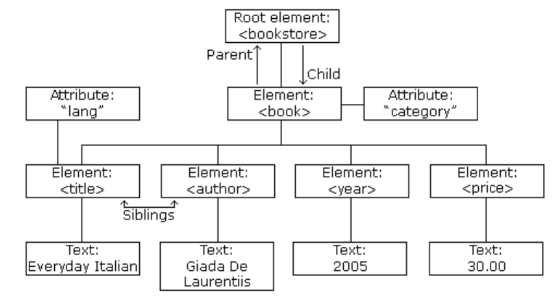 Root element:
<bookstore>
Parent
Child
Attribute:
"lang"
Element:
<book>
Attribute:
"category"
Element:
<title>
Element:
<author>
Element:
<year>
Element:
<price>
Siblings
Text:
Everyday Italian
Text:
Giada De
Laurentiis
Text:
2005
Text:
30.00